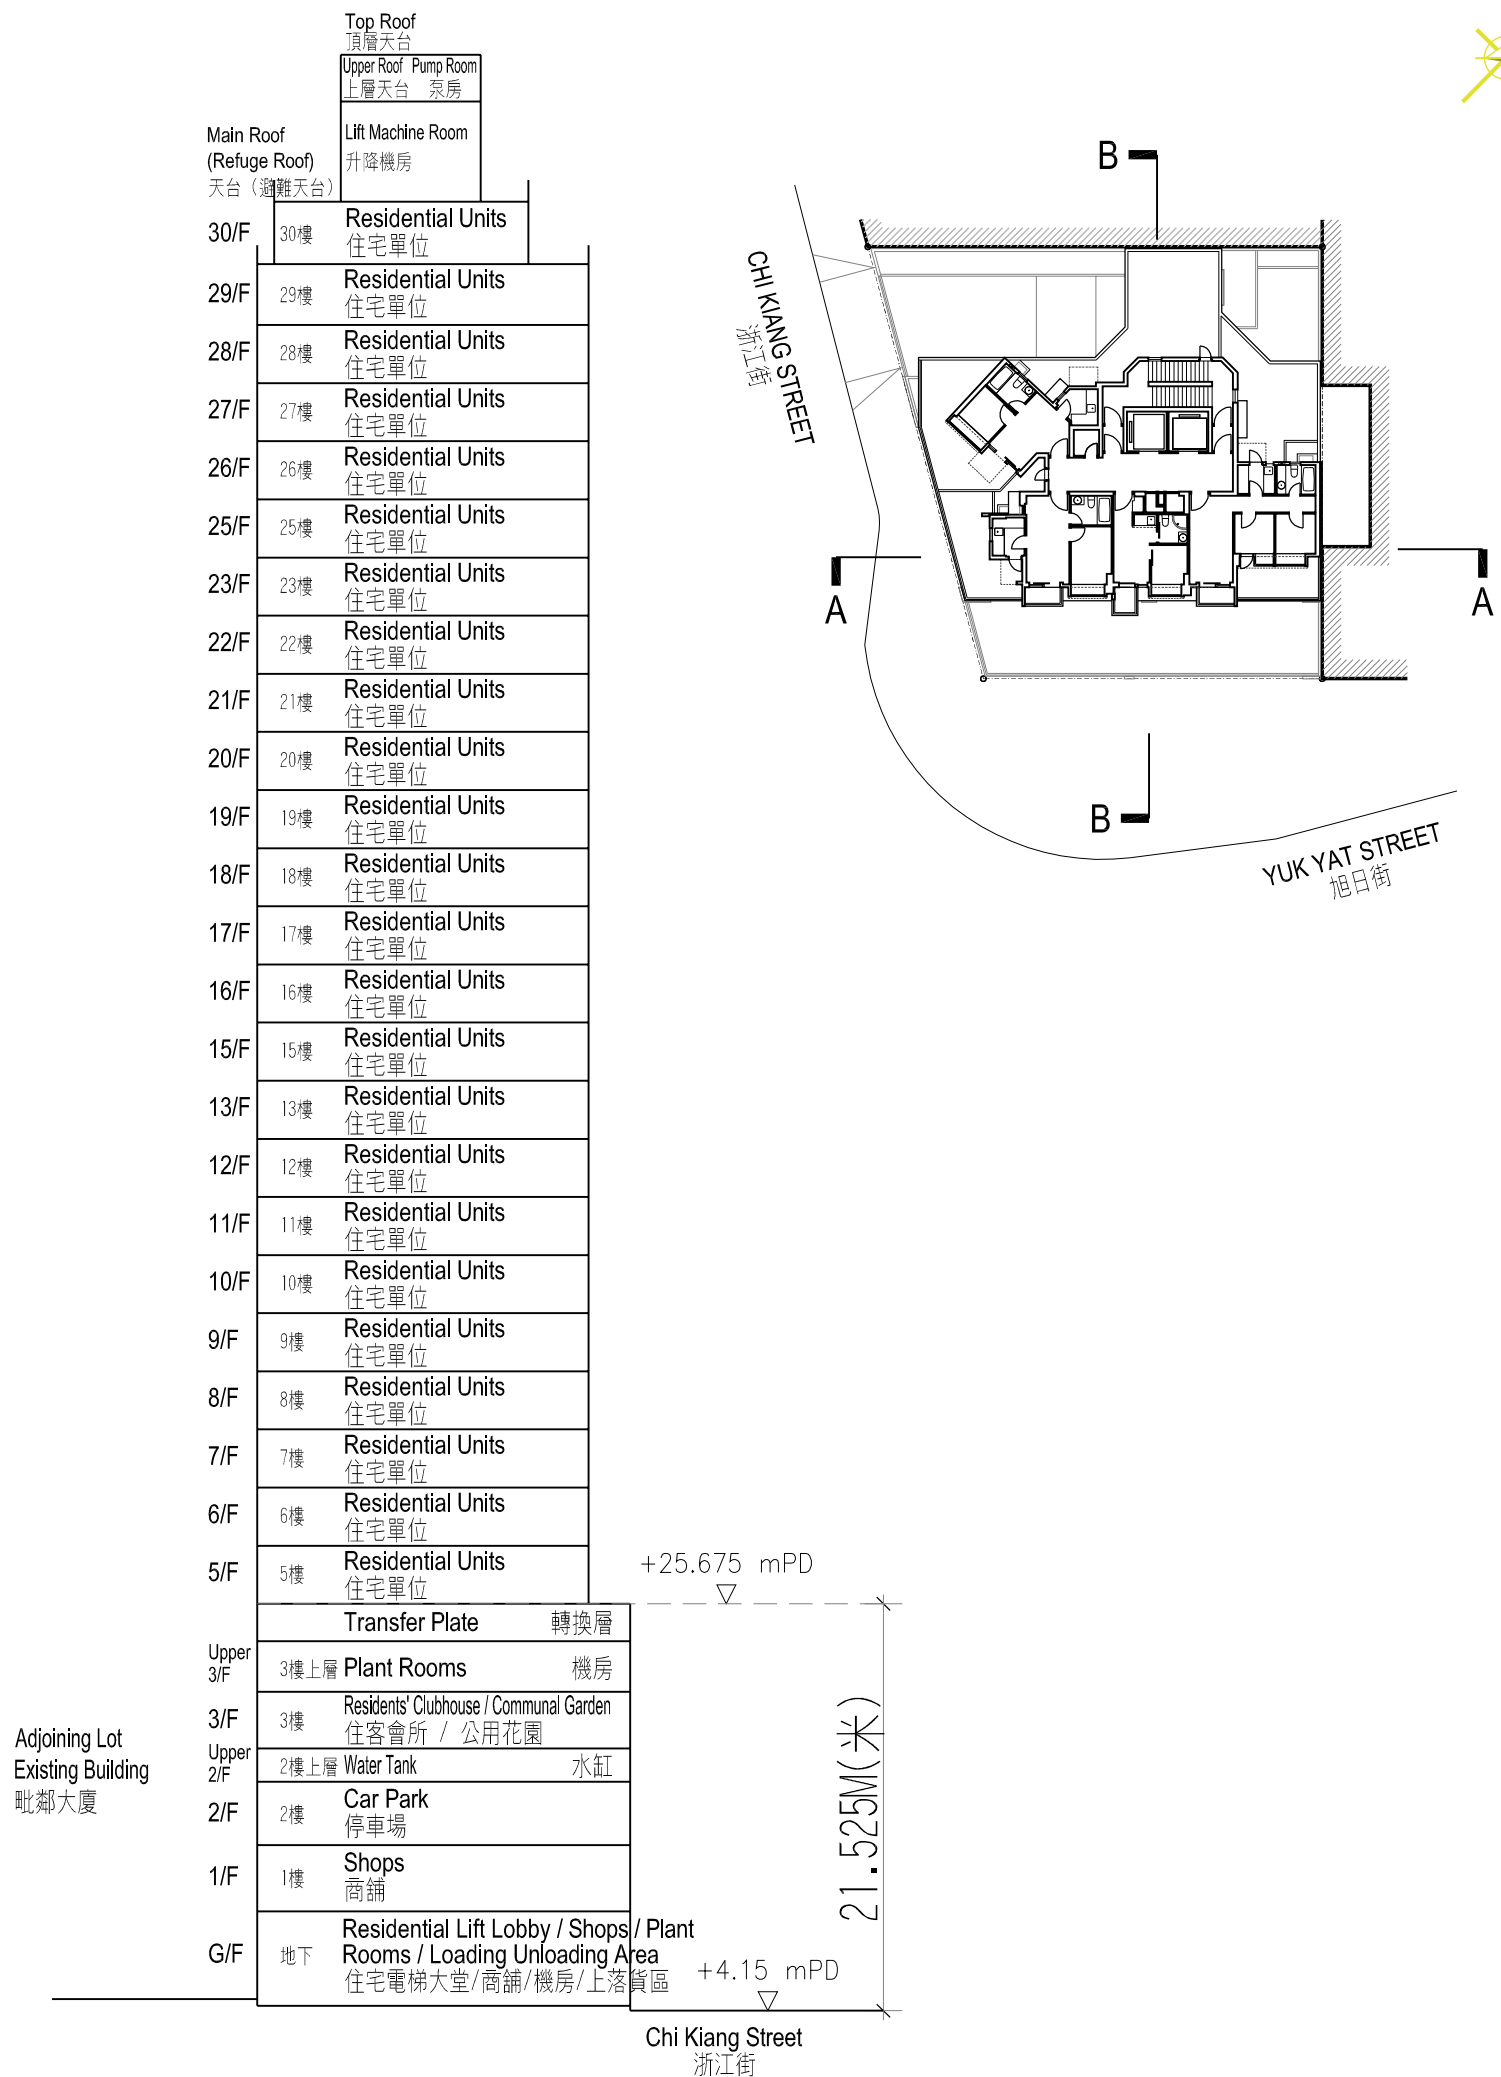 Top Roof
頂層天台
Upper Roof Pump Room
上層天台 泵房
Main Roof
(Refuge Roof)
天台（避難天台）
Lift Machine Room
升降機房
30/F 30樓 Residential Units
住宅單位
29/F 29樓 Residential Units
住宅單位
28/F 28樓 Residential Units
住宅單位
27/F 27樓 Residential Units
住宅單位
26/F 26樓 Residential Units
住宅單位
25/F 25樓 Residential Units
住宅單位
23/F 23樓 Residential Units
住宅單位
22/F 22樓 Residential Units
住宅單位
21/F 21樓 Residential Units
住宅單位
20/F 20樓 Residential Units
住宅單位
19/F 19樓 Residential Units
住宅單位
18/F 18樓 Residential Units
住宅單位
17/F 17樓 Residential Units
住宅單位
16/F 16樓 Residential Units
住宅單位
15/F 15樓 Residential Units
住宅單位
13/F 13樓 Residential Units
住宅單位
12/F 12樓 Residential Units
住宅單位
11/F 11樓 Residential Units
住宅單位
10/F 10樓 Residential Units
住宅單位
9/F 9樓 Residential Units
住宅單位
8/F 8樓 Residential Units
住宅單位
7/F 7樓 Residential Units
住宅單位
6/F 6樓 Residential Units
住宅單位
5/F 5樓 Residential Units
住宅單位
Transfer Plate 轉換層
Upper
3/F 3樓上層 Plant Rooms 機房
3/F 3樓 Residents' Clubhouse / Communal Garden
住客會所 / 公用花園
Upper
2/F 2樓上層 Water Tank 水缸
2/F 2樓 Car Park
停車場
1/F 1樓 Shops
商舖
G/F 地下 Residential Lift Lobby / Shops / Plant
Rooms / Loading Unloading Area
住宅電梯大堂/商舖/機房/上落貨區
Adjoining Lot
Existing Building
毗鄰大廈
+25.675 mPD
21.525M(米)
+4.15 mPD
Chi Kiang Street
浙江街
B
CHI KIANG STREET
浙江街
A
A
B
YUK YAT STREET
旭日街